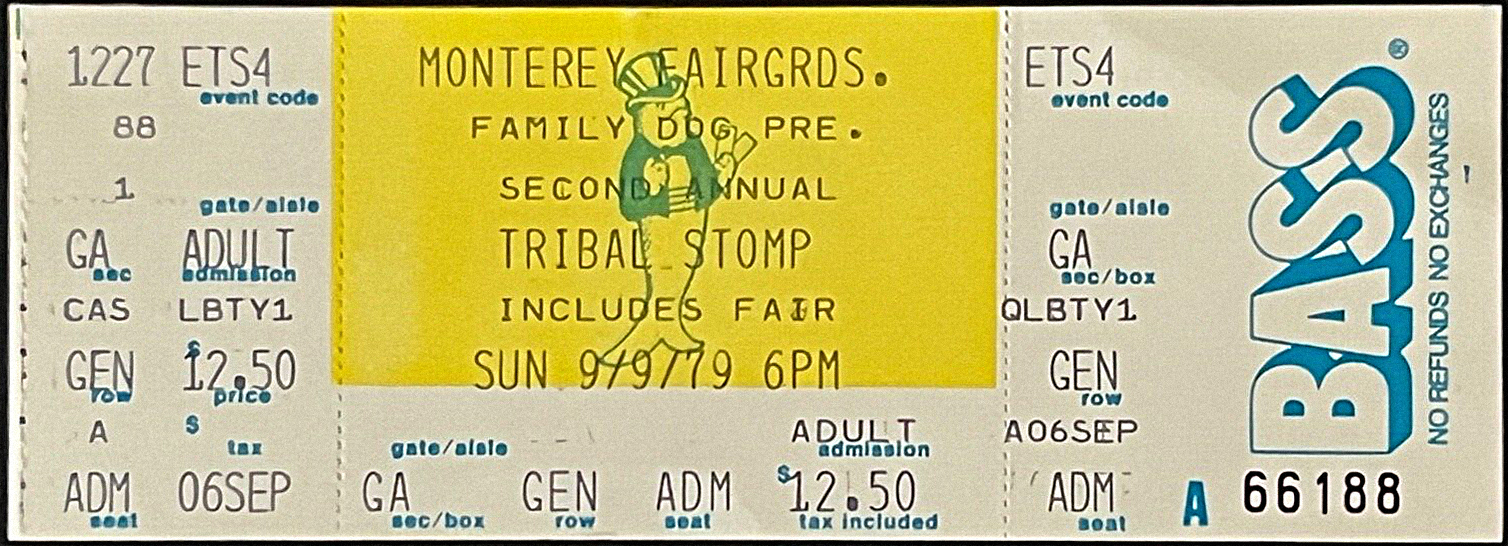 1227 ETS4
event code
88
1
gate/aisle
GA ADULT
sec admission
CAS LBTY1
GEN $12.50
row price
A $
tax
ADM 06SEP
seat
MONTEREY FAIRGRDS.
FAMILY DOG PRE.
SECOND ANNUAL
TRIBAL STOMP
INCLUDES FAIR
SUN 9/9/79 6PM
ADULT
gate/aisle admission
GA GEN ADM $12.50
sec/box row seat tax included
ETS4
event code
gate/aisle
GA
sec/box
QLBTY1
GEN
row
A06SEP
ADM
seat
BASS®
NO REFUNDS NO EXCHANGES
A 66188